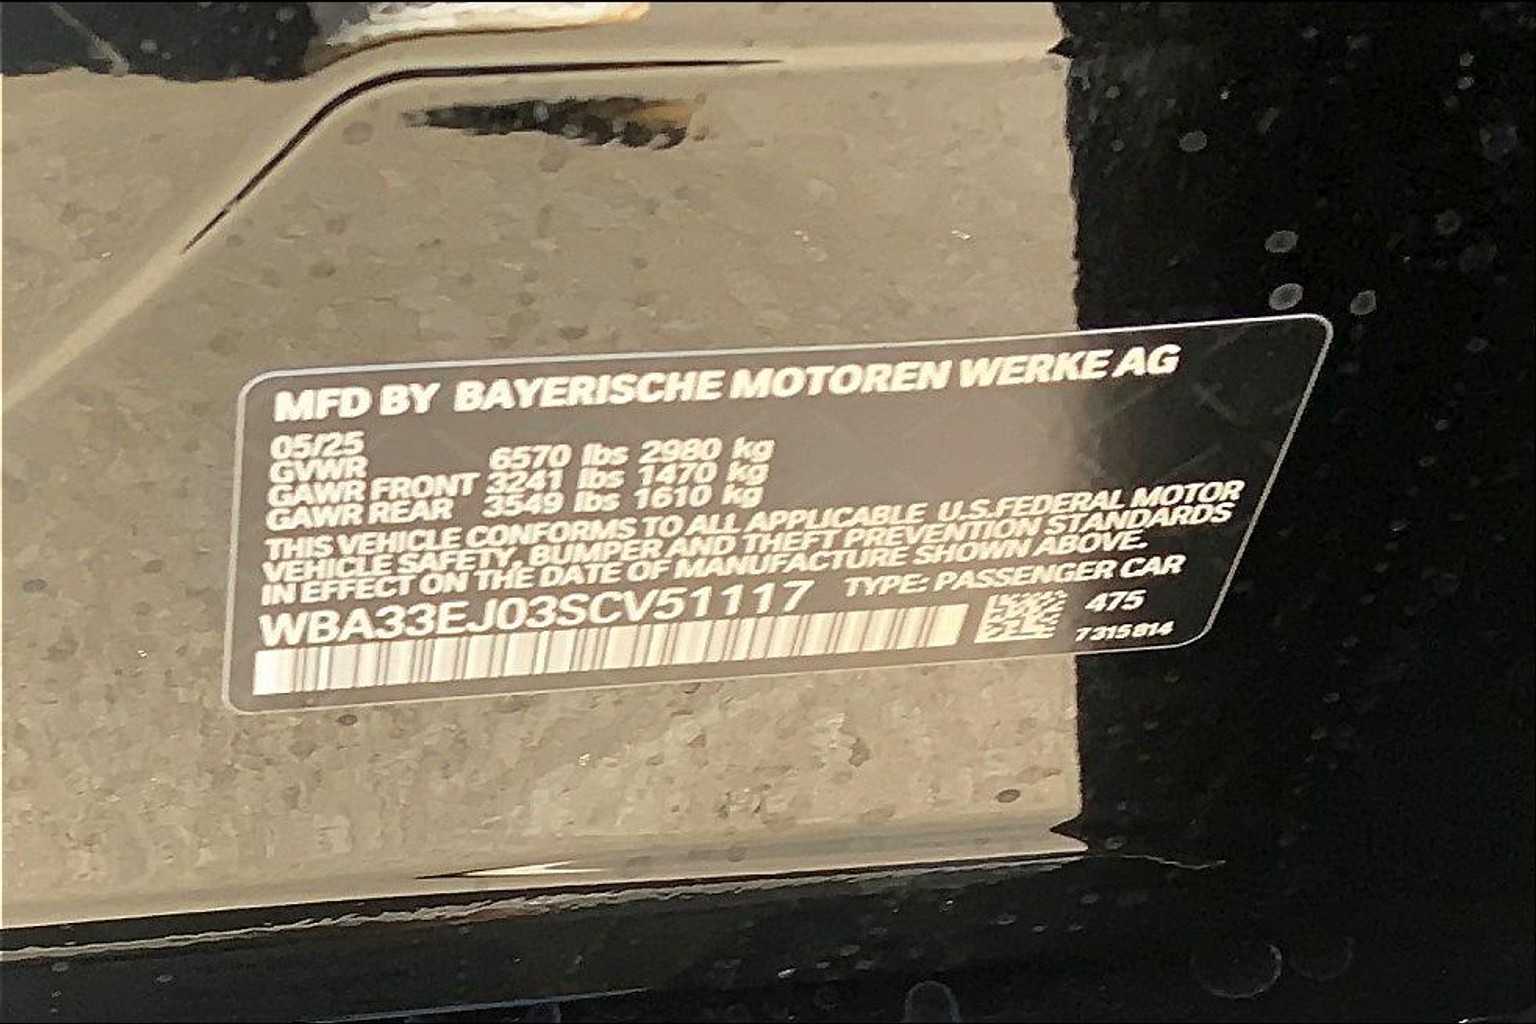 MFD BY BAYERISCHE MOTOREN WERKE AG
05/25
GVWR 6570 lbs 2980 kg
GAWR FRONT 3241 lbs 1470 kg
GAWR REAR 3549 lbs 1610 kg
THIS VEHICLE CONFORMS TO ALL APPLICABLE U.S.FEDERAL MOTOR
VEHICLE SAFETY, BUMPER AND THEFT PREVENTION STANDARDS
IN EFFECT ON THE DATE OF MANUFACTURE SHOWN ABOVE.
WBA33EJ03SCV51117 TYPE: PASSENGER CAR
475
7315814